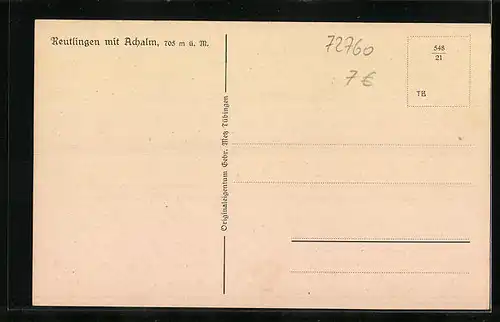 Reutlingen mit Achalm, 705 m ü. M.
72760
7 €
548
21
TB
Originaleigentum Gebr. Metz Tübingen